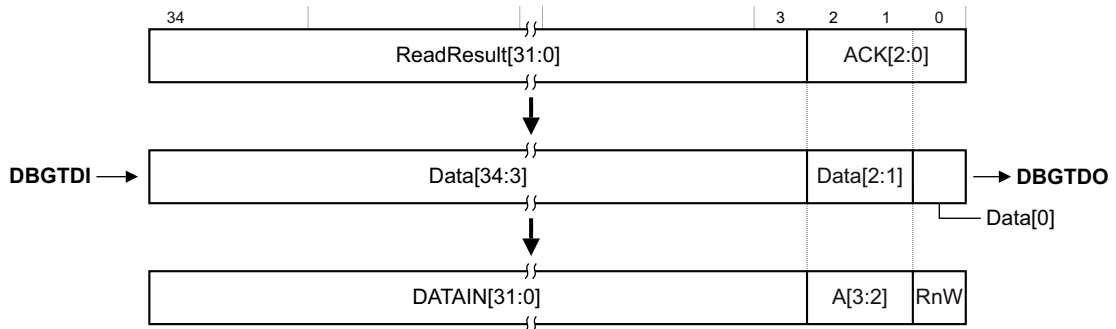 34 3 2 1 0
ReadResult[31:0] ACK[2:0]
DBGTDI Data[34:3] Data[2:1] DBGTDO
Data[0]
DATAIN[31:0] A[3:2] RnW